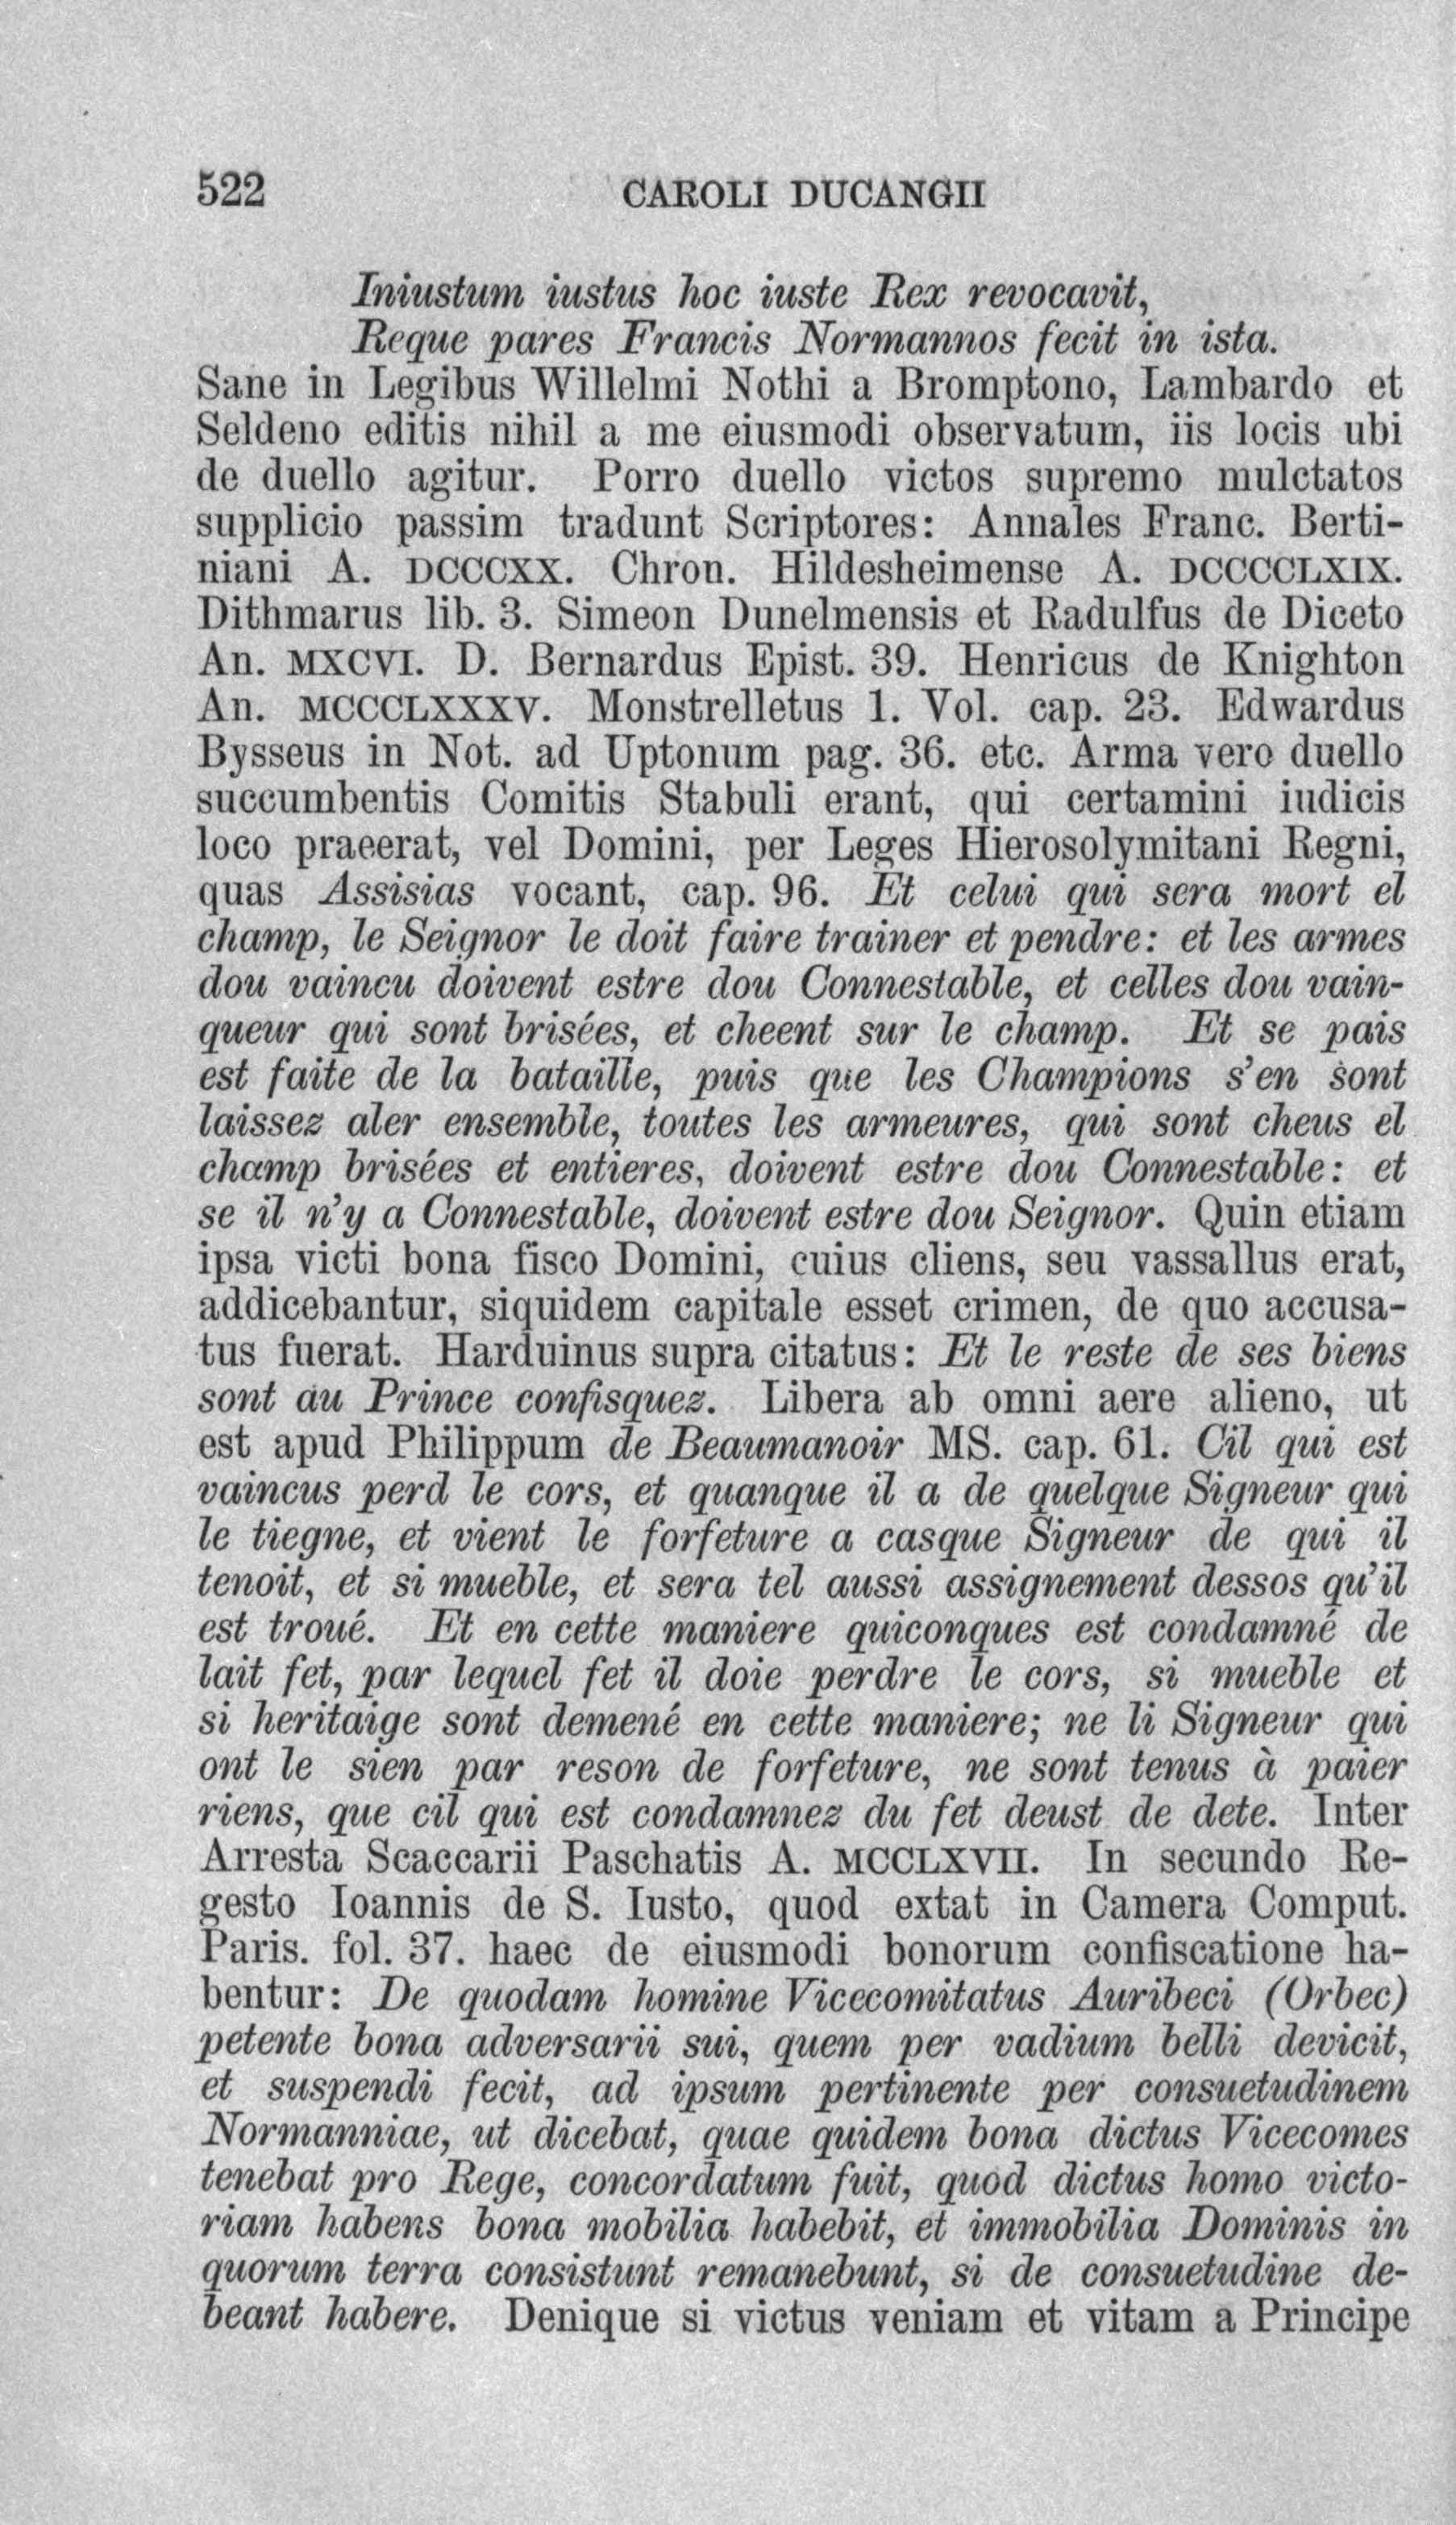 522 CAROLI DUCANGII
Iniustum iustus hoc iuste Rex revocavit,
Reque pares Francis Normannos fecit in ista.
Sane in Legibus Willelmi Nothi a Bromptono, Lambardo et
Seldeno editis nihil a me eiusmodi observatum, iis locis ubi
de duello agitur. Porro duello victos supremo mulctatos
supplicio passim tradunt Scriptores: Annales Franc. Berti-
niani A. DCCCXX. Chron. Hildesheimense A. DCCCCLXIX.
Dithmarus lib. 3. Simeon Dunelmensis et Radulfus de Diceto
An. MXCVI. D. Bernardus Epist. 39. Henricus de Knighton
An. MCCCLXXXV. Monstrelletus 1. Vol. cap. 23. Edwardus
Bysseus in Not. ad Uptonum pag. 36. etc. Arma vero duello
succumbentis Comitis Stabuli erant, qui certamini iudicis
loco praeerat, vel Domini, per Leges Hierosolymitani Regni,
quas Assisias vocant, cap. 96. Et celui qui sera mort el
champ, le Seignor le doit faire trainer et pendre: et les armes
dou vaincu doivent estre dou Connestable, et celles dou vain-
queur qui sont brisées, et cheent sur le champ. Et se pais
est faite de la bataille, puis que les Champions s'en sont
laissez aler ensemble, toutes les armeures, qui sont cheus el
champ brisées et entieres, doivent estre dou Connestable: et
se il n'y a Connestable, doivent estre dou Seignor. Quin etiam
ipsa victi bona fisco Domini, cuius cliens, seu vassallus erat,
addicebantur, siquidem capitale esset crimen, de quo accusa-
tus fuerat. Harduinus supra citatus: Et le reste de ses biens
sont au Prince confisquez. Libera ab omni aere alieno, ut
est apud Philippum de Beaumanoir MS. cap. 61. Cil qui est
vaincus perd le cors, et quanque il a de quelque Signeur qui
le tiegne, et vient le forfeture a casque Signeur de qui il
tenoit, et si mueble, et sera tel aussi assignement dessos qu'il
est troué. Et en cette maniere quiconques est condamné de
lait fet, par lequel fet il doie perdre le cors, si mueble et
si heritaige sont demené en cette maniere; ne li Signeur qui
ont le sien par reson de forfeture, ne sont tenus à paier
riens, que cil qui est condamnez du fet deust de dete. Inter
Arresta Scaccarii Paschatis A. MCCLXVII. In secundo Re-
gesto Ioannis de S. Iusto, quod extat in Camera Comput.
Paris. fol. 37. haec de eiusmodi bonorum confiscatione ha-
bentur: De quodam homine Vicecomitatus Auribeci (Orbec)
petente bona adversarii sui, quem per vadium belli devicit,
et suspendi fecit, ad ipsum pertinente per consuetudinem
Normanniae, ut dicebat, quae quidem bona dictus Vicecomes
tenebat pro Rege, concordatum fuit, quod dictus homo victo-
riam habens bona mobilia habebit, et immobilia Dominis in
quorum terra consistunt remanebunt, si de consuetudine de-
beant habere. Denique si victus veniam et vitam a Principe